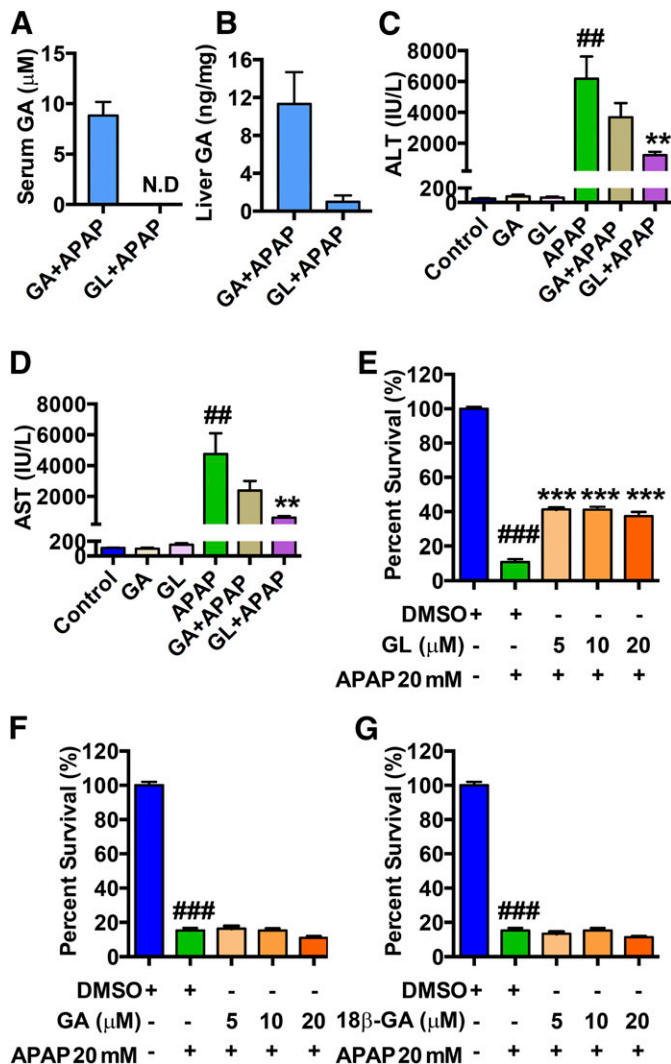 A
Serum GA (μM)
15
10
5
0
N.D
GA+APAP
GL+APAP
B
Liver GA (ng/mg)
16
12
8
4
0
GA+APAP
GL+APAP
C
ALT (IU/L)
8000
6000
4000
2000
200
0
##
**
Control
GA
GL
APAP
GA+APAP
GL+APAP
D
AST (IU/L)
8000
6000
4000
2000
200
0
##
**
Control
GA
GL
APAP
GA+APAP
GL+APAP
E
Percent Survival (%)
120
100
80
60
40
20
0
### *** *** ***
DMSO + + - - -
GL (μM) - - 5 10 20
APAP 20 mM - + + + +
F
Percent Survival (%)
120
100
80
60
40
20
0
###
DMSO + + - - -
GA (μM) - - 5 10 20
APAP 20 mM - + + + +
G
Percent Survival (%)
120
100
80
60
40
20
0
###
DMSO + + - - -
18β-GA (μM) - - 5 10 20
APAP 20 mM - + + + +